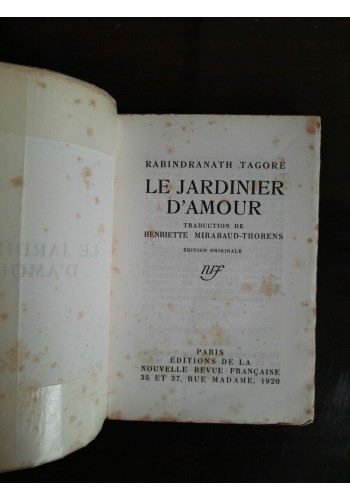 RABINDRANATH TAGORE
LE JARDINIER
D'AMOUR
TRADUCTION DE
HENRIETTE MIRABAUD-THORENS
ÉDITION ORIGINALE
nrf
PARIS
ÉDITIONS DE LA
NOUVELLE REVUE FRANÇAISE
35 ET 37, RUE MADAME, 1920